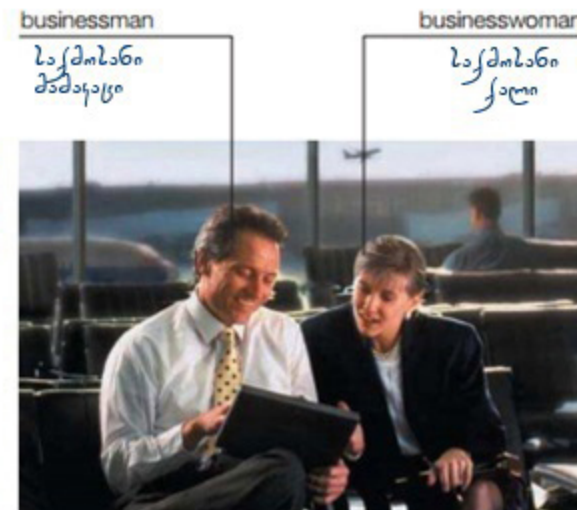 businessman
საქმოსანი
მამაკაცი
businesswoman
საქმოსანი
ქალი